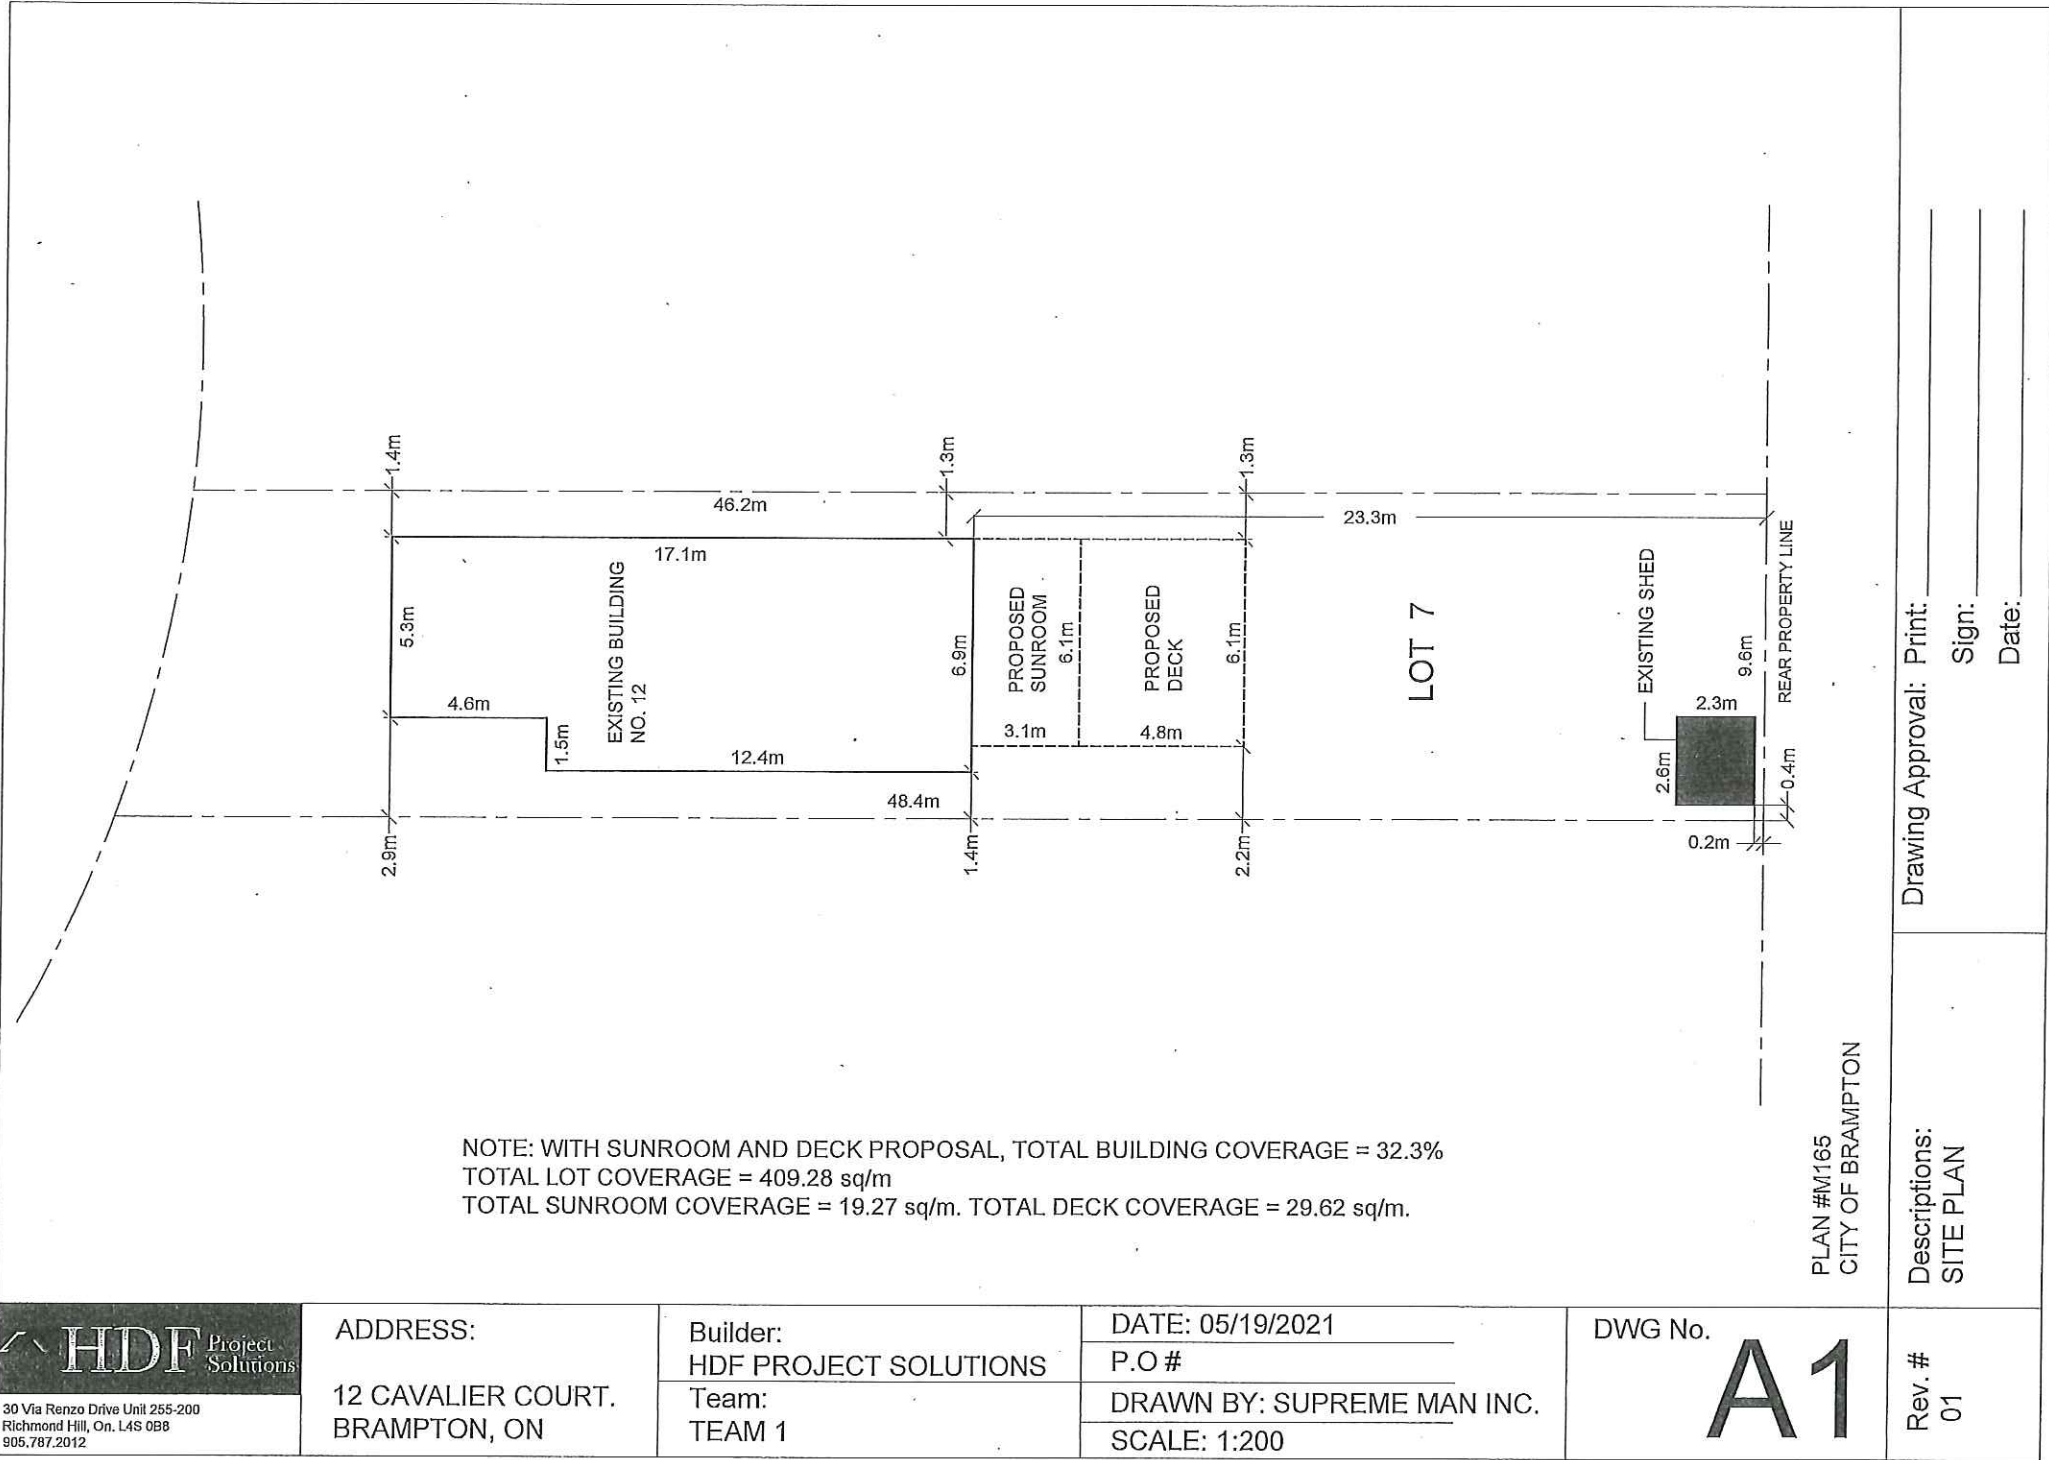 1.4m
1.3m
1.3m
46.2m
23.3m
17.1m
5.3m
EXISTING BUILDING
NO. 12
6.9m
PROPOSED
SUNROOM
6.1m
PROPOSED
DECK
6.1m
LOT 7
EXISTING SHED
9.6m
REAR PROPERTY LINE
4.6m
1.5m
12.4m
3.1m
4.8m
2.3m
2.6m
0.4m
48.4m
0.2m
2.9m
1.4m
2.2m
Drawing Approval: Print:
Sign:
Date:
NOTE: WITH SUNROOM AND DECK PROPOSAL, TOTAL BUILDING COVERAGE = 32.3%
TOTAL LOT COVERAGE = 409.28 sq/m
TOTAL SUNROOM COVERAGE = 19.27 sq/m. TOTAL DECK COVERAGE = 29.62 sq/m.
PLAN #M165
CITY OF BRAMPTON
Descriptions:
SITE PLAN
HDF Project
Solutions
30 Via Renzo Drive Unit 255-200
Richmond Hill, On. L4S 0B8
905.787.2012
ADDRESS:
12 CAVALIER COURT.
BRAMPTON, ON
Builder:
HDF PROJECT SOLUTIONS
Team:
TEAM 1
DATE: 05/19/2021
P.O #
DRAWN BY: SUPREME MAN INC.
SCALE: 1:200
DWG No.
A1
Rev. #
01